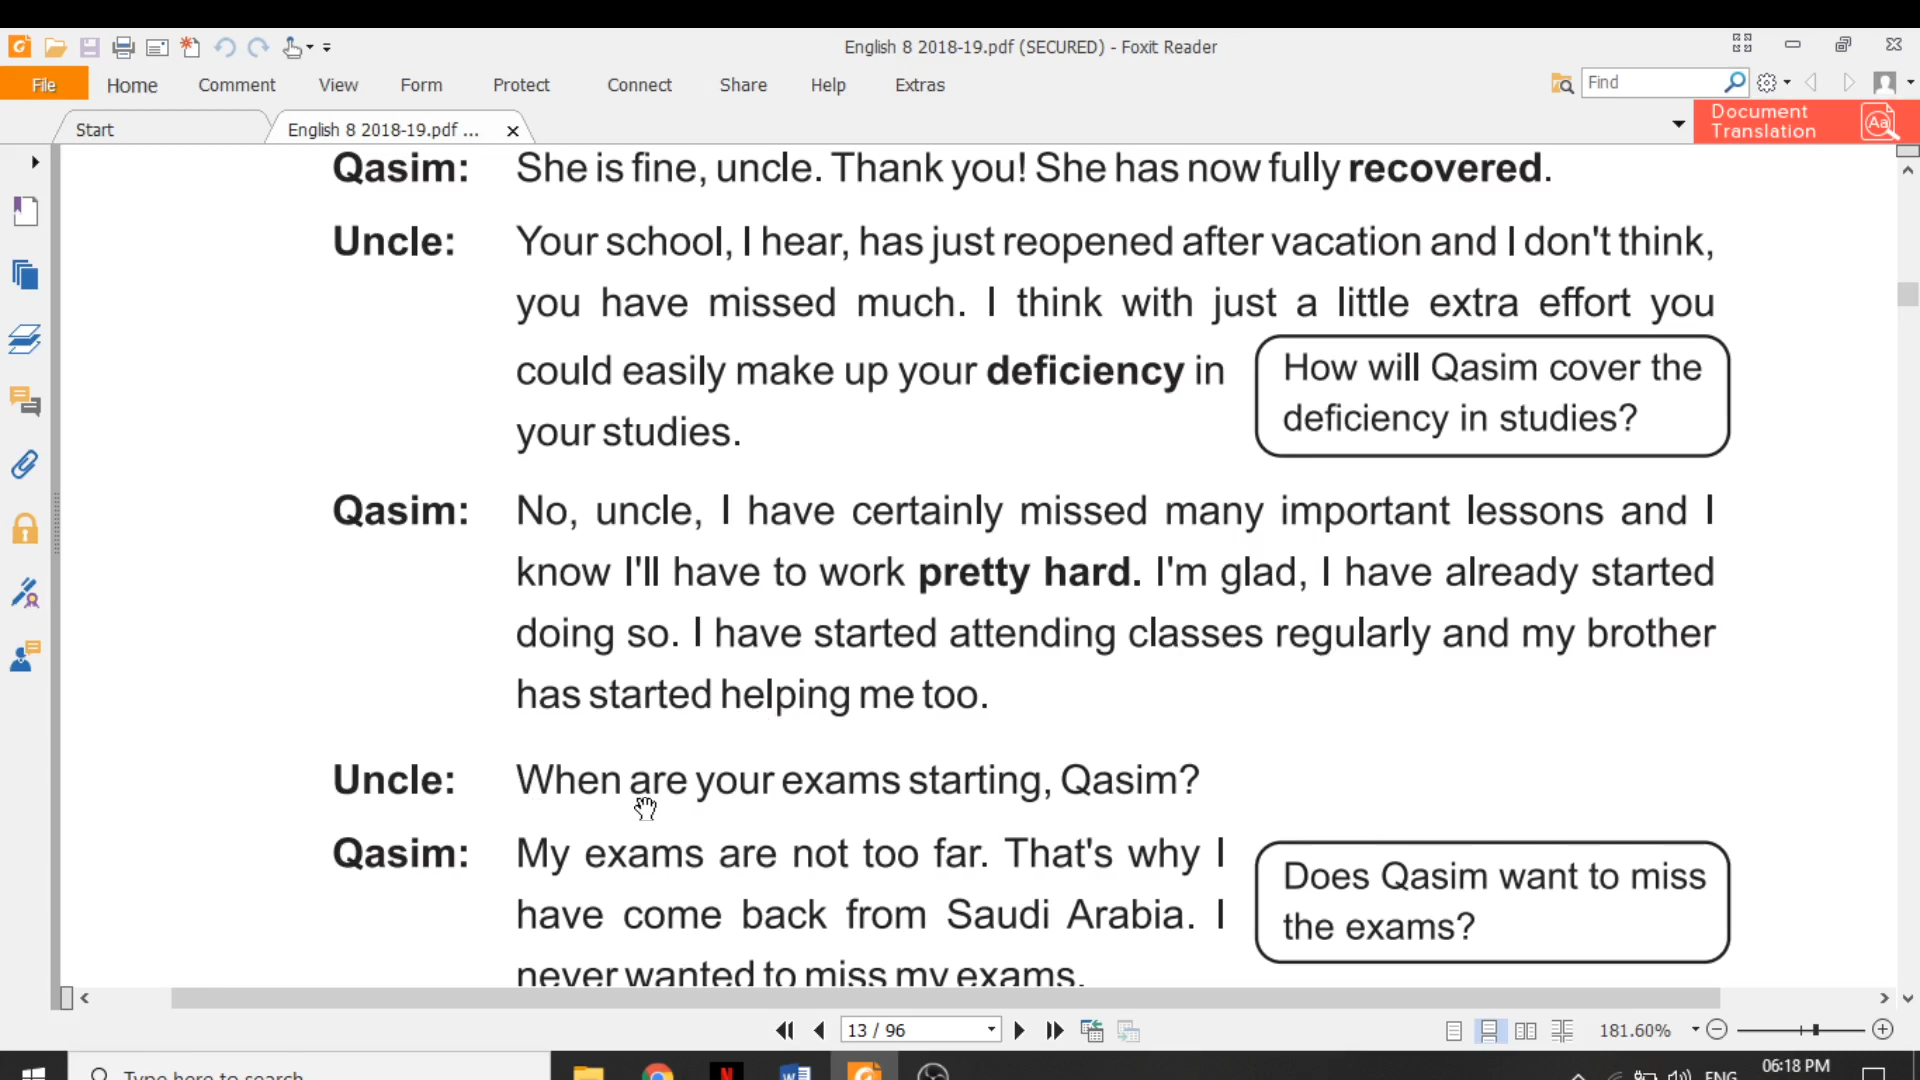 English 8 2018-19.pdf (SECURED) - Foxit Reader
File Home Comment View Form Protect Connect Share Help Extras
Find
Start
English 8 2018-19.pdf ...
Document
Translation
Aa
Qasim: She is fine, uncle. Thank you! She has now fully recovered.
Uncle: Your school, I hear, has just reopened after vacation and I don't think,
you have missed much. I think with just a little extra effort you
could easily make up your deficiency in
your studies.
How will Qasim cover the
deficiency in studies?
Qasim: No, uncle, I have certainly missed many important lessons and I
know I'll have to work pretty hard. I'm glad, I have already started
doing so. I have started attending classes regularly and my brother
has started helping me too.
Uncle: When are your exams starting, Qasim?
Qasim: My exams are not too far. That's why I
have come back from Saudi Arabia. I
never wanted to miss my exams.
Does Qasim want to miss
the exams?
13 / 96
181.60%
Type here to search
ENG
06:18 PM